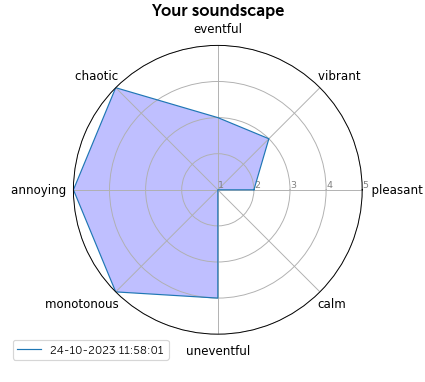 Your soundscape
eventful
chaotic
vibrant
annoying
1
2
3
4
5
pleasant
monotonous
calm
24-10-2023 11:58:01
uneventful